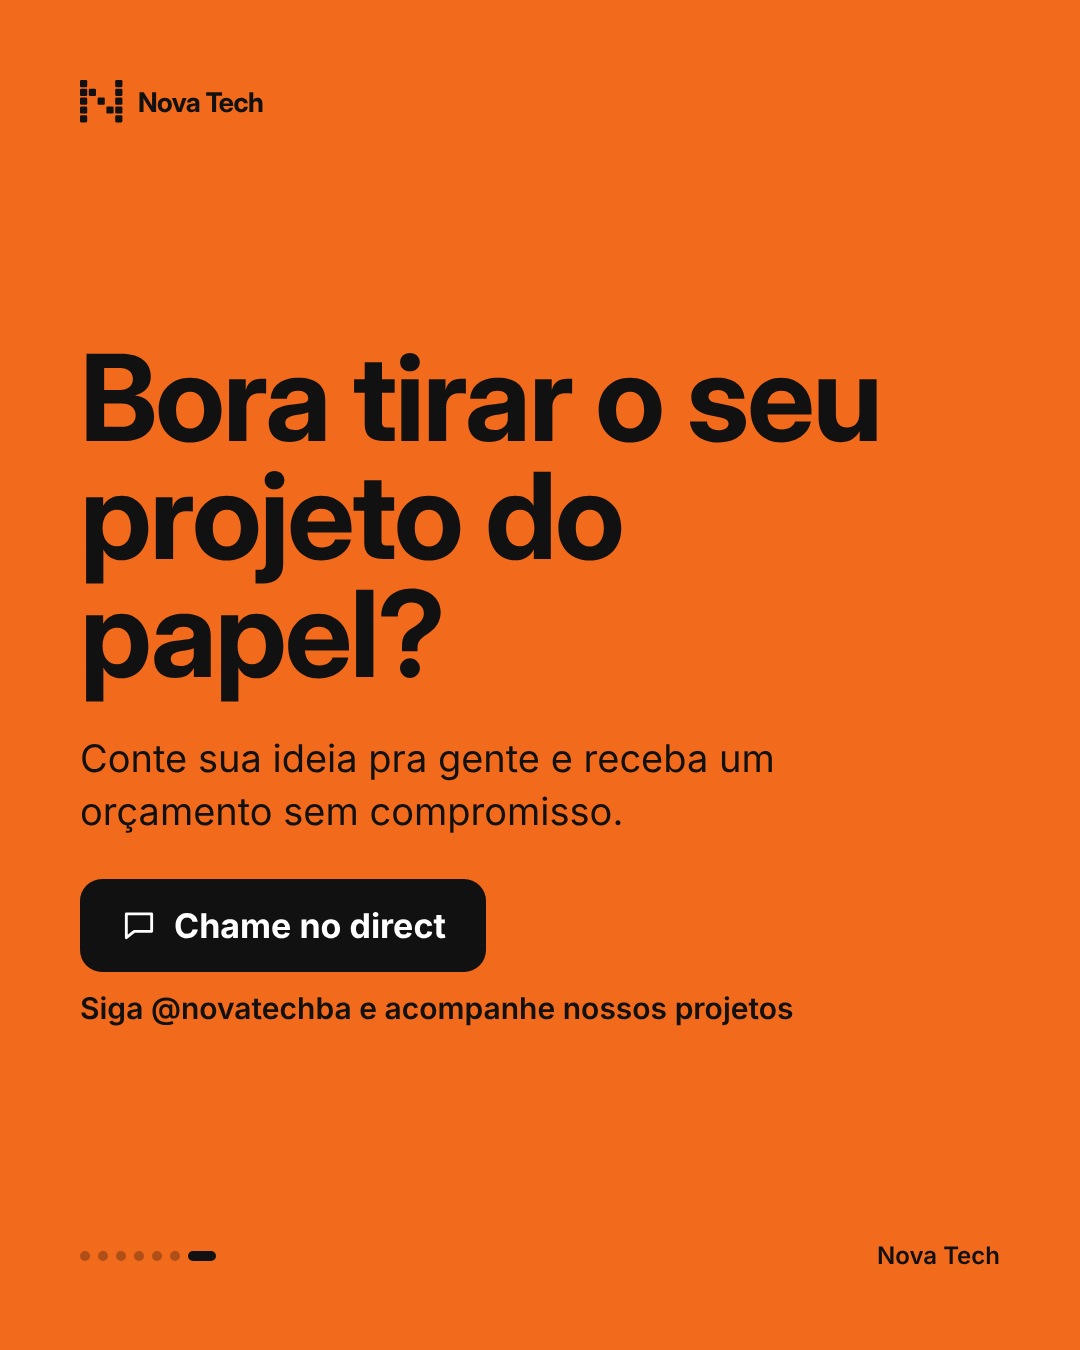 Nova Tech
Bora tirar o seu
projeto do
papel?
Conte sua ideia pra gente e receba um
orçamento sem compromisso.
Chame no direct
Siga @novatechba e acompanhe nossos projetos
Nova Tech